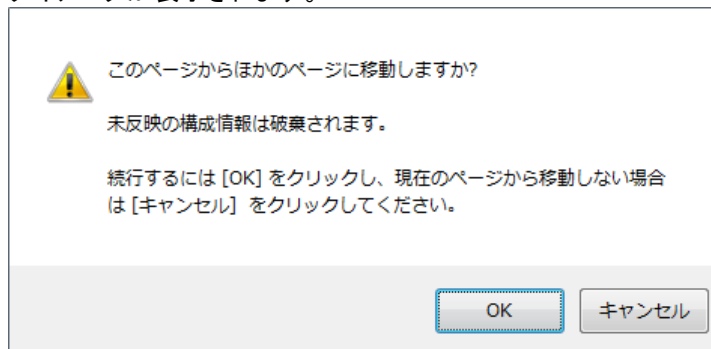 このページからほかのページに移動しますか?
未反映の構成情報は破棄されます。
続行するには [OK] をクリックし、現在のページから移動しない場合
は [キャンセル] をクリックしてください。
OK
キャンセル